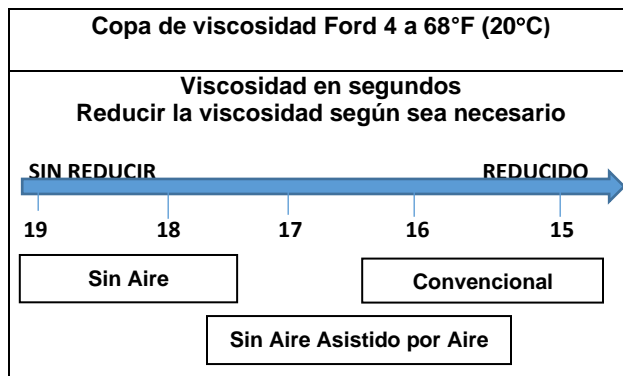 Copa de viscosidad Ford 4 a 68°F (20°C)
Viscosidad en segundos
Reducir la viscosidad según sea necesario
SIN REDUCIR REDUCIDO
19 18 17 16 15
Sin Aire Convencional
Sin Aire Asistido por Aire